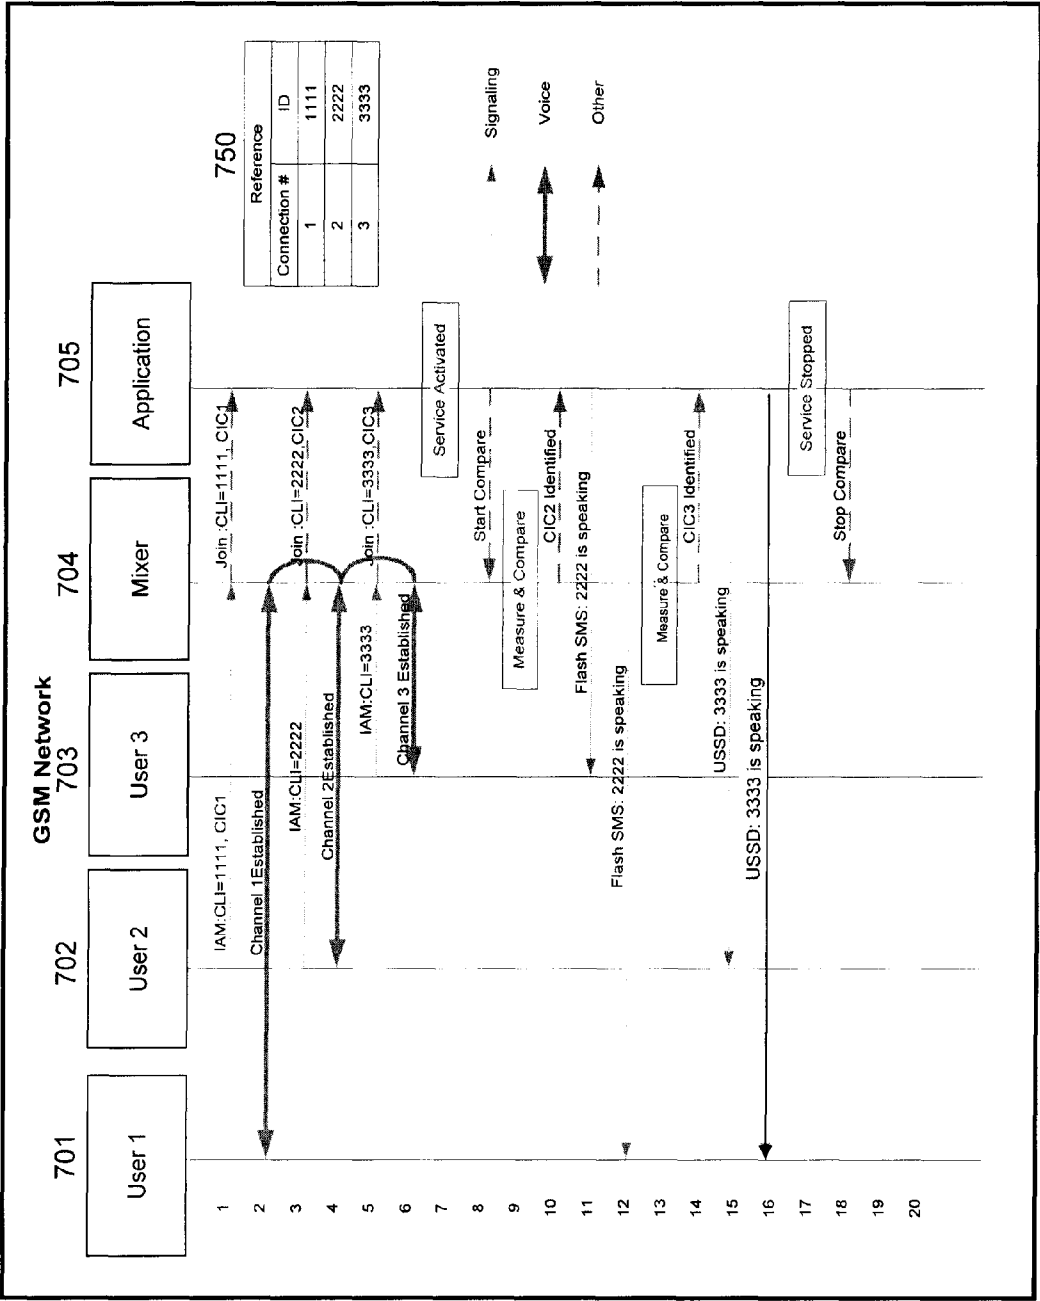 GSM Network
701
702
703
704
705
User 1
User 2
User 3
Mixer
Application
750
Reference
Connection #
ID
1
1111
2
2222
3
3333
Signaling
Voice
Other
1
IAM:CLI=1111, CIC1
Join :CLI=1111, CIC1
2
Channel 1Established
3
IAM:CLI=2222
Join :CLI=2222,CIC2
4
Channel 2Established
5
IAM:CLI=3333
Join :CLI=3333,CIC3
6
Channel 3 Established
7
Service Activated
8
Start Compare
9
Measure & Compare
10
CIC2 Identified
11
Flash SMS: 2222 is speaking
12
Flash SMS: 2222 is speaking
13
Measure & Compare
14
CIC3 Identified
15
USSD: 3333 is speaking
16
USSD: 3333 is speaking
17
Service Stopped
18
Stop Compare
19
20